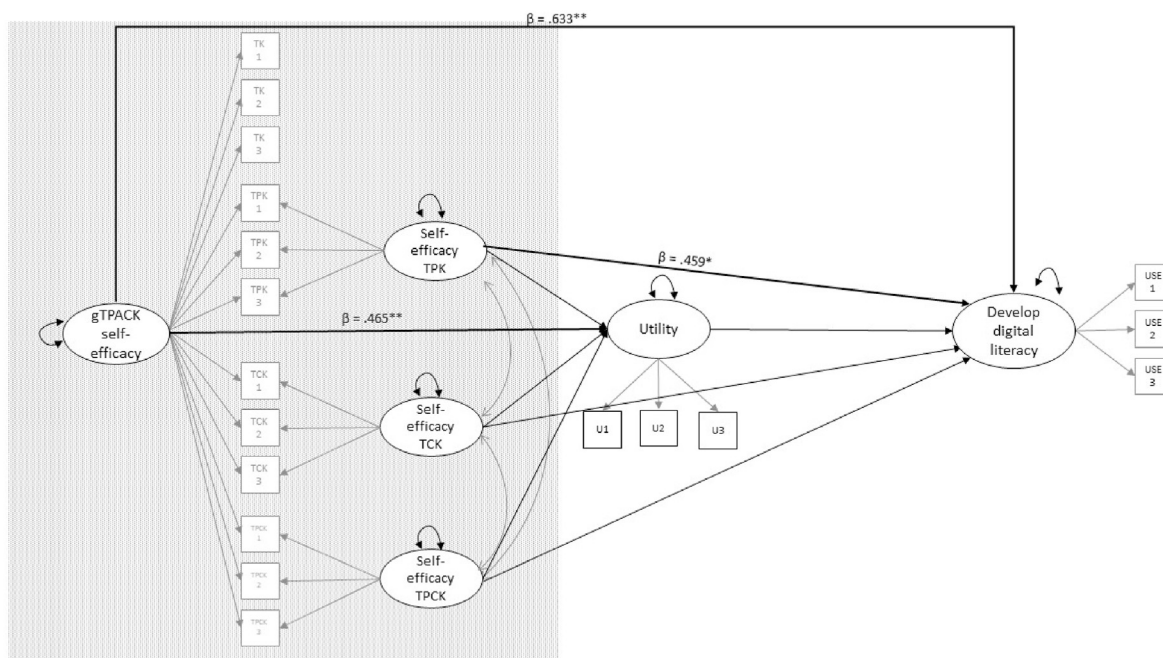 β = .633**
TK
1
TK
2
TK
3
TPK
1
TPK
2
TPK
3
Self-
efficacy
TPK
β = .459*
gTPACK
self-
efficacy
β = .465**
Utility
Develop
digital
literacy
USE
1
USE
2
USE
3
TCK
1
TCK
2
TCK
3
Self-
efficacy
TCK
U1
U2
U3
TPCK
1
TPCK
2
TPCK
3
Self-
efficacy
TPCK